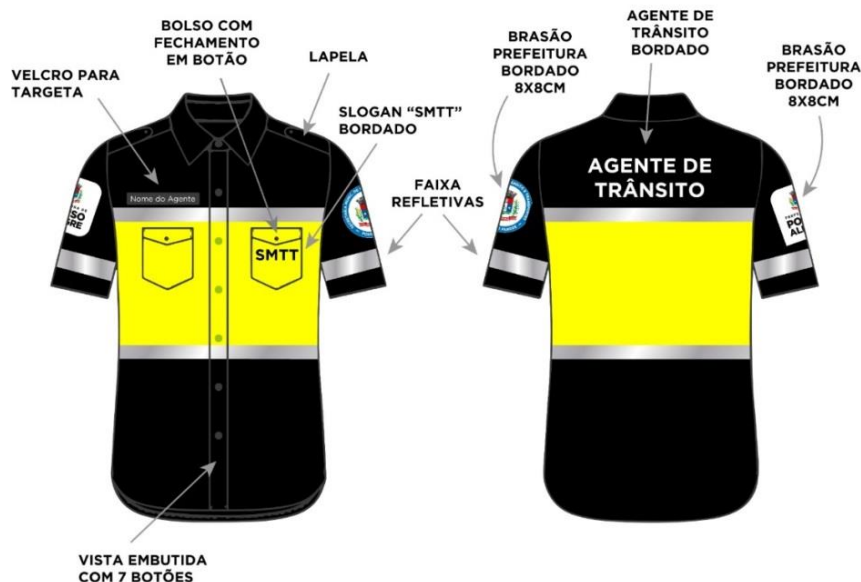 BOLSO COM
FECHAMENTO
EM BOTÃO
LAPELA
VELCRO PARA
TARGETA
SLOGAN “SMTT”
BORDADO
Nome do Agente
SMTT
FAIXA
REFLETIVAS
VISTA EMBUTIDA
COM 7 BOTÕES
BRASÃO
PREFEITURA
BORDADO
8X8CM
AGENTE DE
TRÂNSITO
BORDADO
BRASÃO
PREFEITURA
BORDADO
8X8CM
AGENTE DE
TRÂNSITO